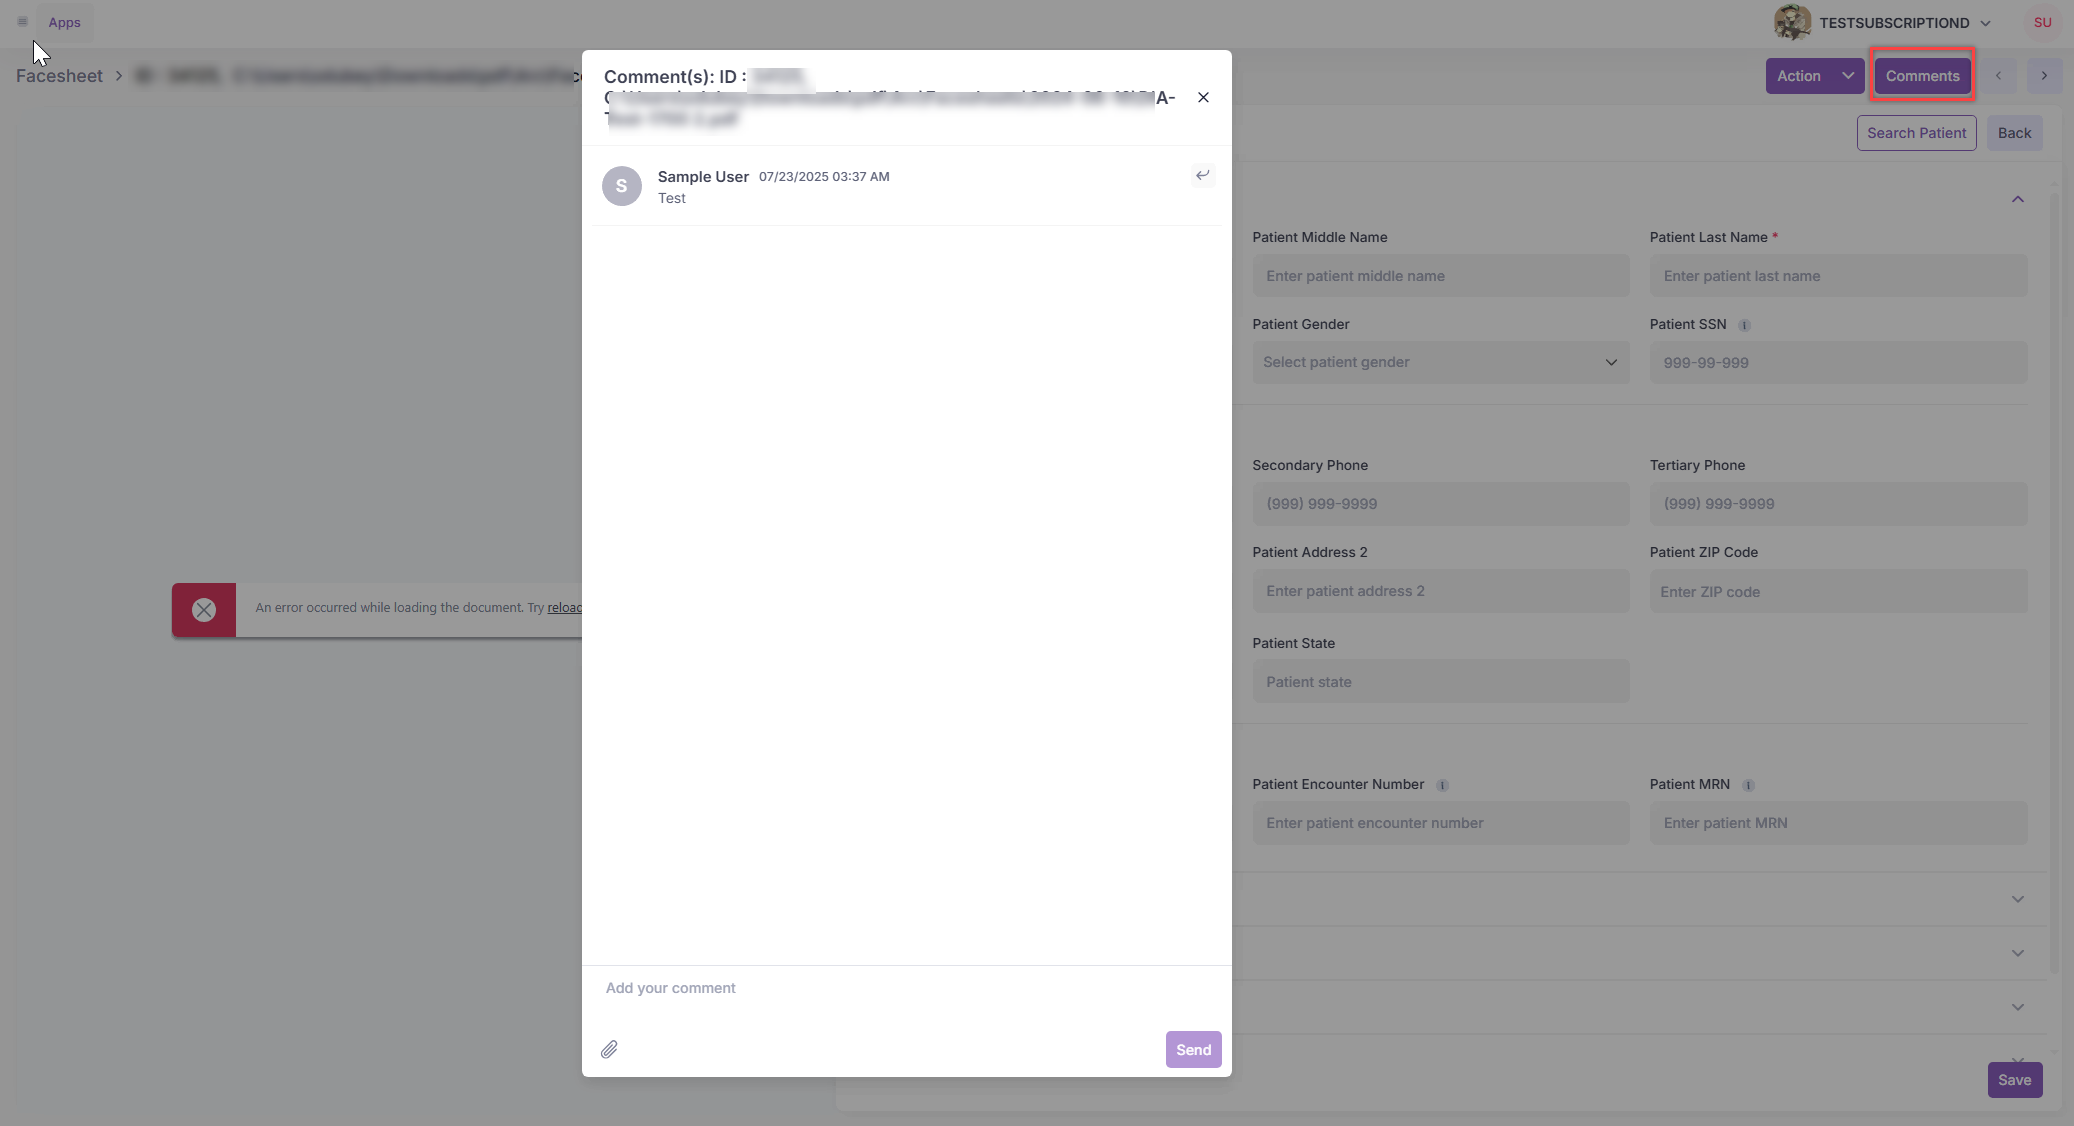 Apps
TESTSUBSCRIPTIOND
SU
Facesheet
Action
Comments
Comment(s): ID :
A-
Search Patient
Back
S
Sample User 07/23/2025 03:37 AM
Test
Patient Middle Name
Patient Last Name *
Enter patient middle name
Enter patient last name
Patient Gender
Patient SSN
Select patient gender
999-99-999
Secondary Phone
Tertiary Phone
(999) 999-9999
(999) 999-9999
Patient Address 2
Patient ZIP Code
Enter patient address 2
Enter ZIP code
An error occurred while loading the document. Try reload
Patient State
Patient state
Patient Encounter Number
Patient MRN
Enter patient encounter number
Enter patient MRN
Add your comment
Send
Save